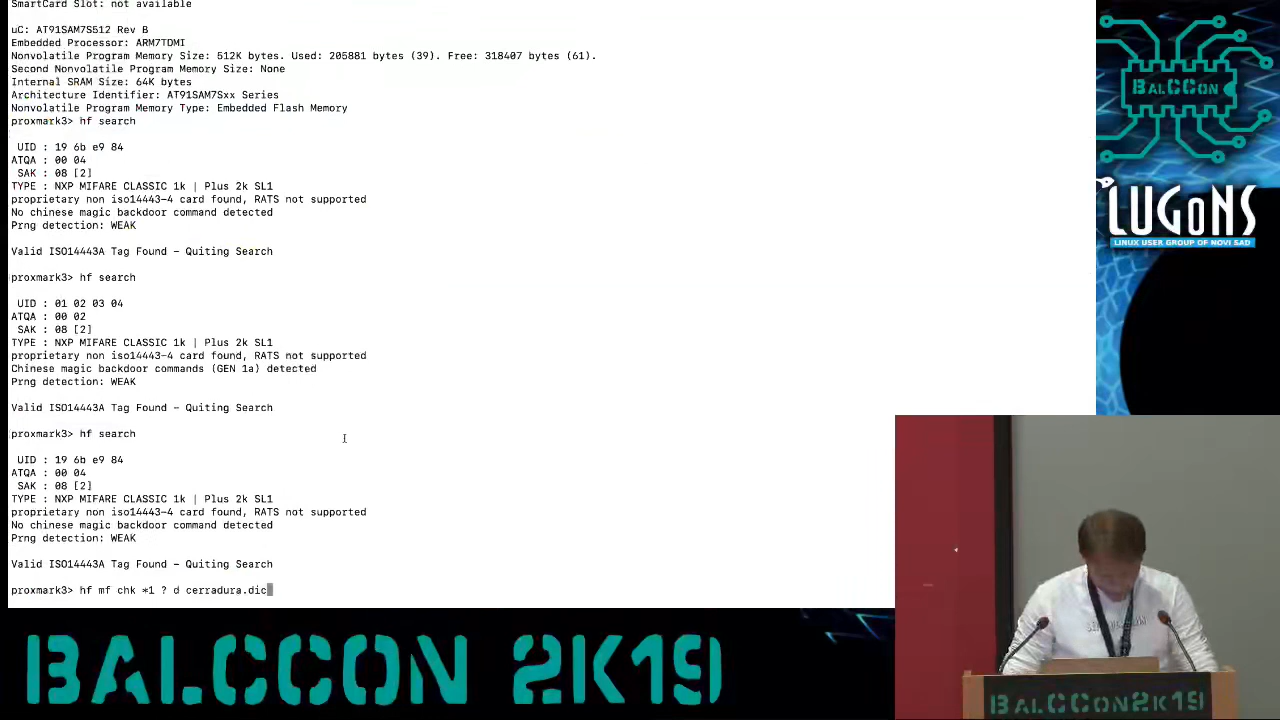 SmartCard Slot: not available
uC: AT91SAM7S512 Rev B
Embedded Processor: ARM7TDMI
Nonvolatile Program Memory Size: 512K bytes. Used: 205881 bytes (39). Free: 318407 bytes (61).
Second Nonvolatile Program Memory Size: None
Internal SRAM Size: 64K bytes
Architecture Identifier: AT91SAM7Sxx Series
Nonvolatile Program Memory Type: Embedded Flash Memory
proxmark3> hf search
UID : 19 6b e9 84
ATQA : 00 04
SAK : 08 [2]
TYPE : NXP MIFARE CLASSIC 1k | Plus 2k SL1
proprietary non iso14443-4 card found, RATS not supported
No chinese magic backdoor command detected
Prng detection: WEAK
Valid ISO14443A Tag Found - Quiting Search
proxmark3> hf search
UID : 01 02 03 04
ATQA : 00 02
SAK : 08 [2]
TYPE : NXP MIFARE CLASSIC 1k | Plus 2k SL1
proprietary non iso14443-4 card found, RATS not supported
Chinese magic backdoor commands (GEN 1a) detected
Prng detection: WEAK
Valid ISO14443A Tag Found - Quiting Search
proxmark3> hf search
UID : 19 6b e9 84
ATQA : 00 04
SAK : 08 [2]
TYPE : NXP MIFARE CLASSIC 1k | Plus 2k SL1
proprietary non iso14443-4 card found, RATS not supported
No chinese magic backdoor command detected
Prng detection: WEAK
Valid ISO14443A Tag Found - Quiting Search
proxmark3> hf mf chk *1 ? d cerradura.dic
BALCCON
LUGONS
LINUX USER GROUP OF NOVI SAD
BALCCON 2K19
BALCCON2K19